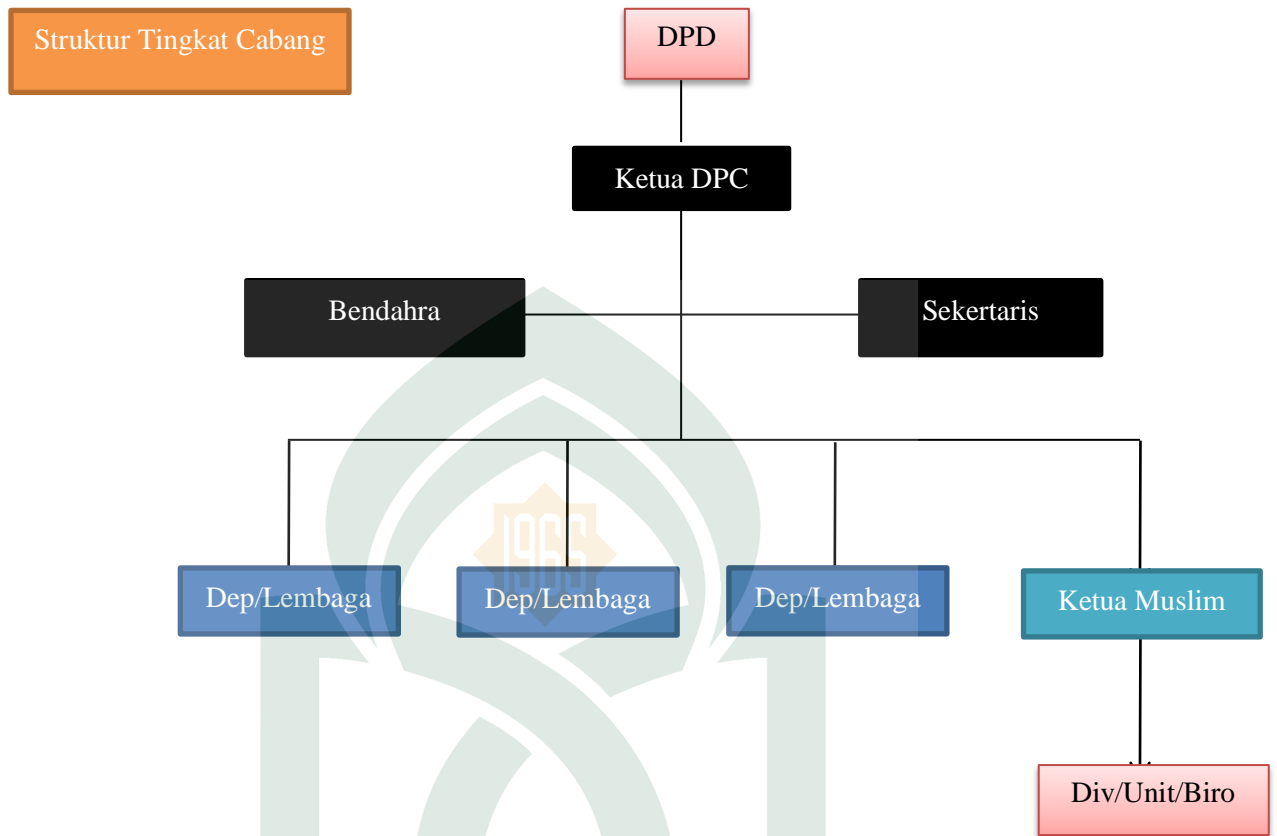 Struktur Tingkat Cabang
DPD
Ketua DPC
Bendahra
Sekertaris
1965
Dep/Lembaga
Dep/Lembaga
Dep/Lembaga
Ketua Muslim
Div/Unit/Biro